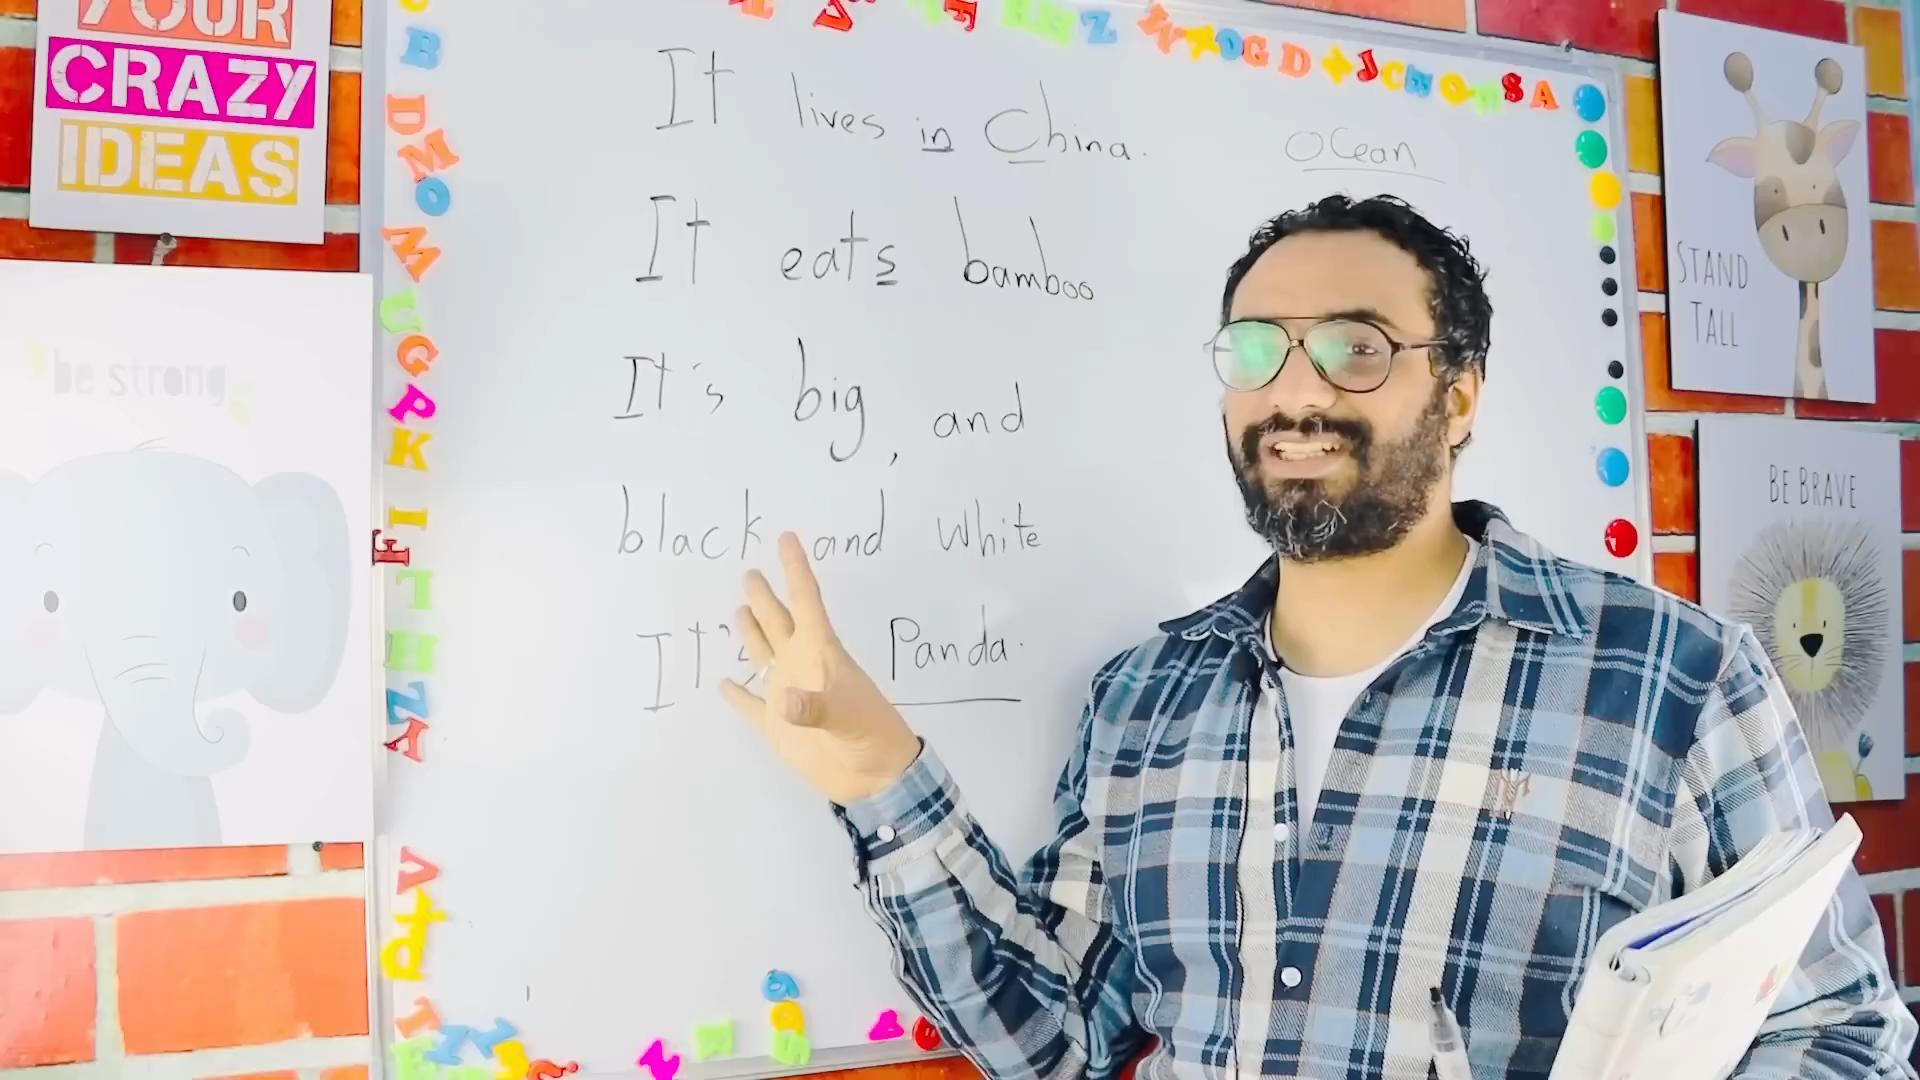 YOUR
CRAZY
IDEAS
be strong
It lives in China.
ocean
It eats bamboo
It's big, and
black and white
It's Panda.
STAND
TALL
BE BRAVE